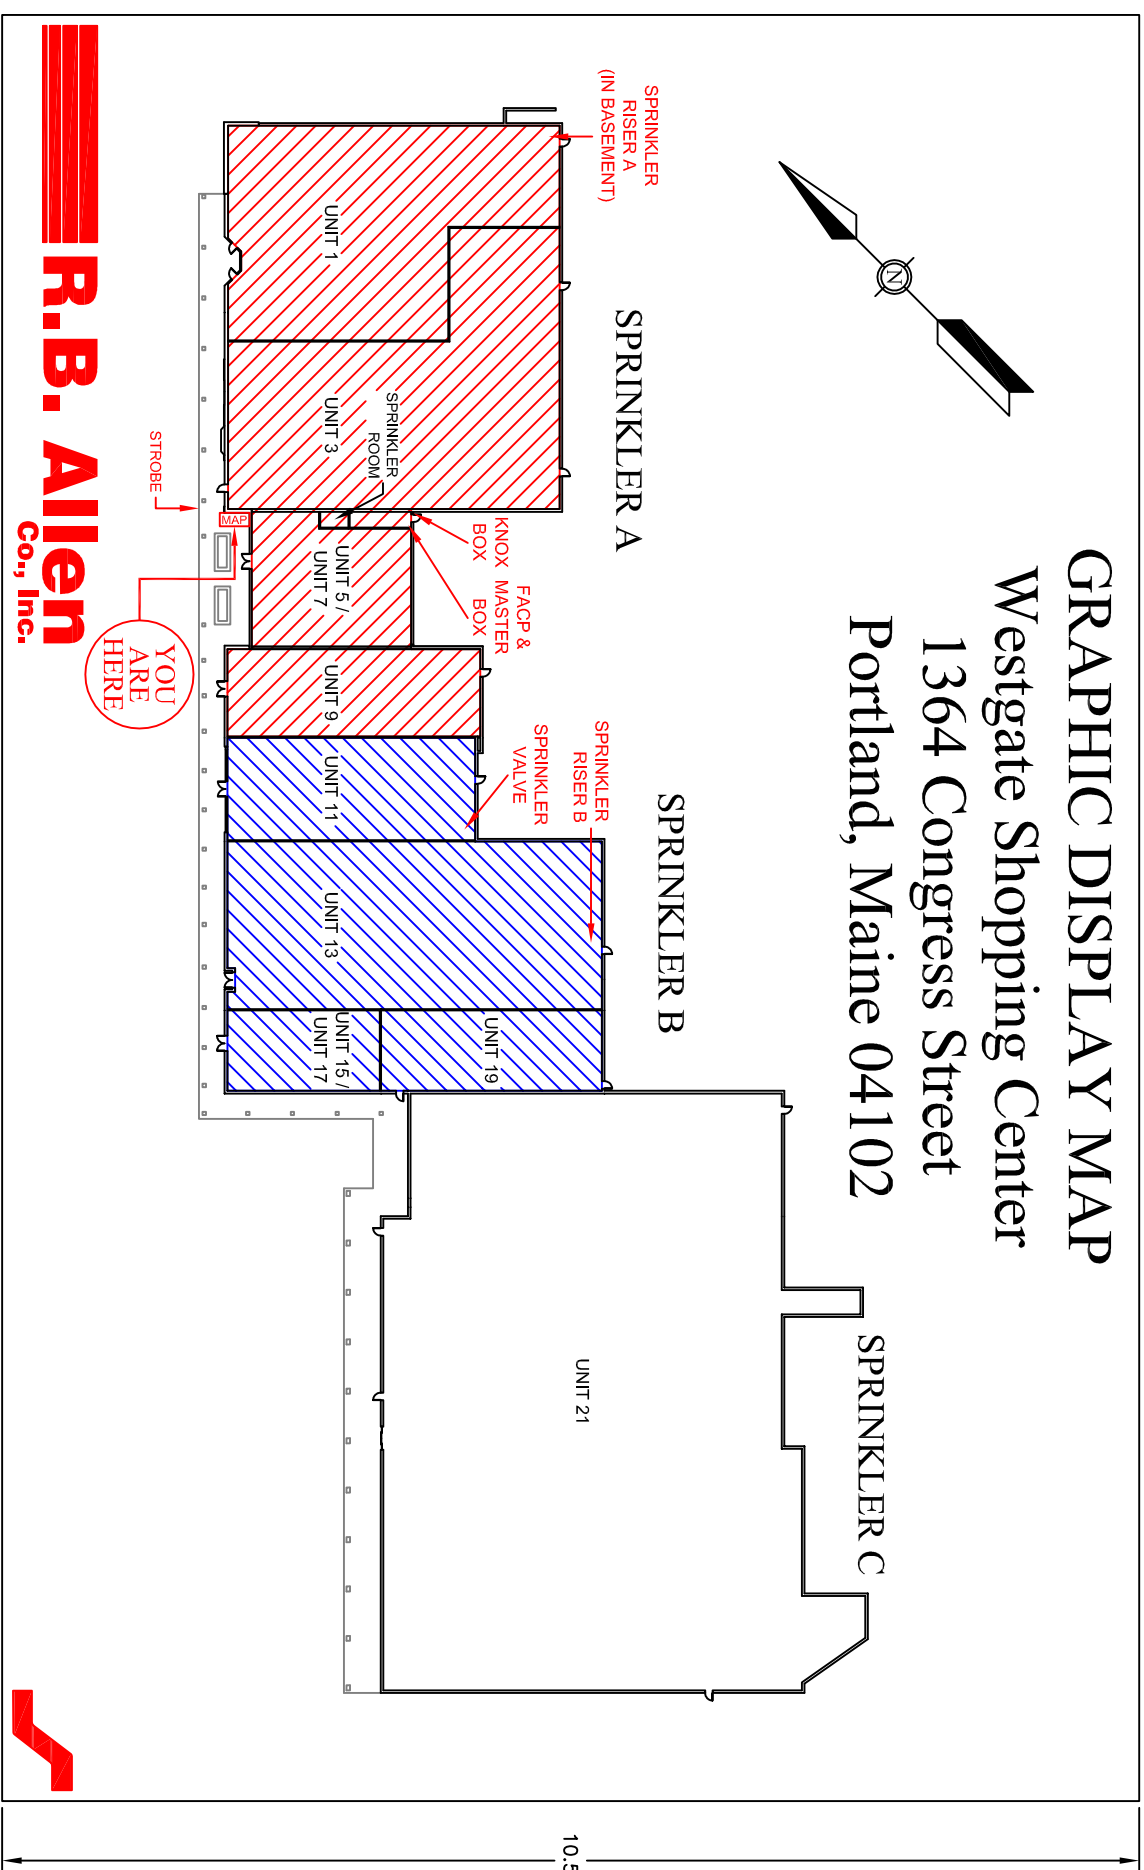 GRAPHIC DISPLAY MAP
Westgate Shopping Center
1364 Congress Street
Portland, Maine 04102
N
SPRINKLER A
SPRINKLER B
SPRINKLER C
SPRINKLER
RISER A
(IN BASEMENT)
KNOX
BOX
FACP &
MASTER
BOX
SPRINKLER
RISER B
SPRINKLER
VALVE
SPRINKLER
ROOM
UNIT 1
UNIT 3
UNIT 5 /
UNIT 7
UNIT 9
UNIT 11
UNIT 13
UNIT 15 /
UNIT 17
UNIT 19
UNIT 21
MAP
STROBE
YOU
ARE
HERE
R.B. Allen
Co., Inc.